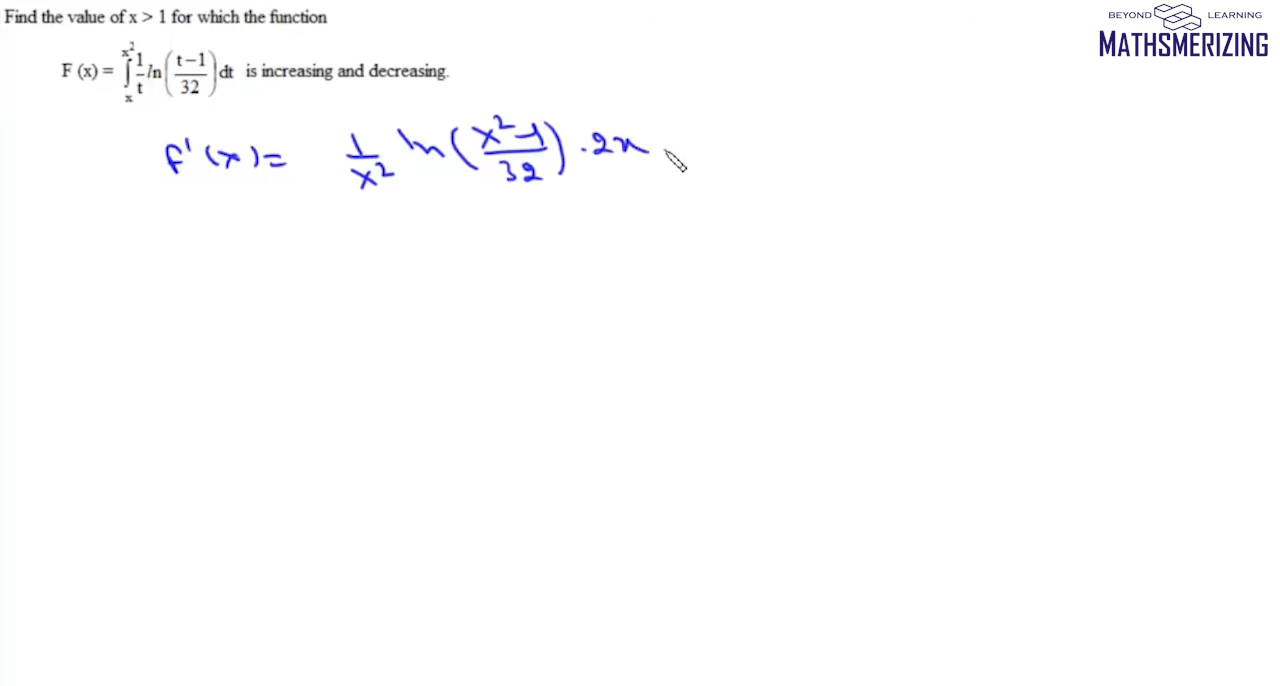 Find the value of x > 1 for which the function
BEYOND LEARNING
MATHSMERIZING
F (x) = ∫ₓ^(x²) 1/t ln((t−1)/32) dt is increasing and decreasing.
f'(x) = 1/x² ln((x²-1)/32) · 2x